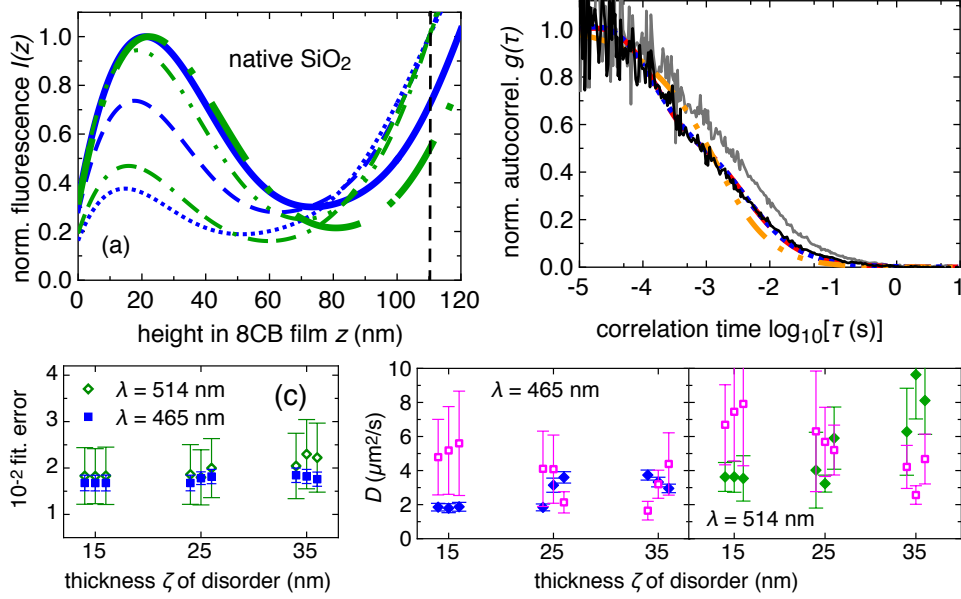 norm. fluorescence I(z)
1.0
0.8
0.6
0.4
0.2
0.0
native SiO2
(a)
0 20 40 60 80 100 120
height in 8CB film z (nm)
norm. autocorrel. g(τ)
1.0
0.8
0.6
0.4
0.2
0.0
-5 -4 -3 -2 -1 0 1
correlation time log10[τ (s)]
10-2 fit. error
4
3
2
1
λ = 514 nm
λ = 465 nm
(c)
15 25 35
thickness ζ of disorder (nm)
D (μm2/s)
10
8
6
4
2
0
λ = 465 nm
λ = 514 nm
15 25 35 15 25 35
thickness ζ of disorder (nm)